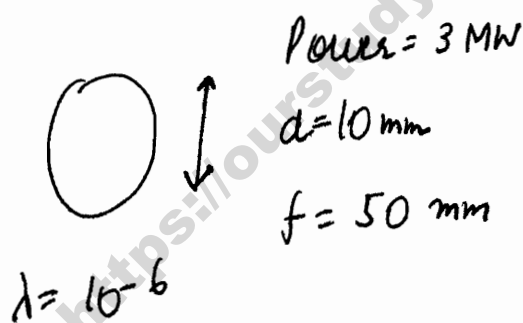 Power = 3 MW
d = 10 mm
f = 50 mm
λ = 10-6
https://ourstudy